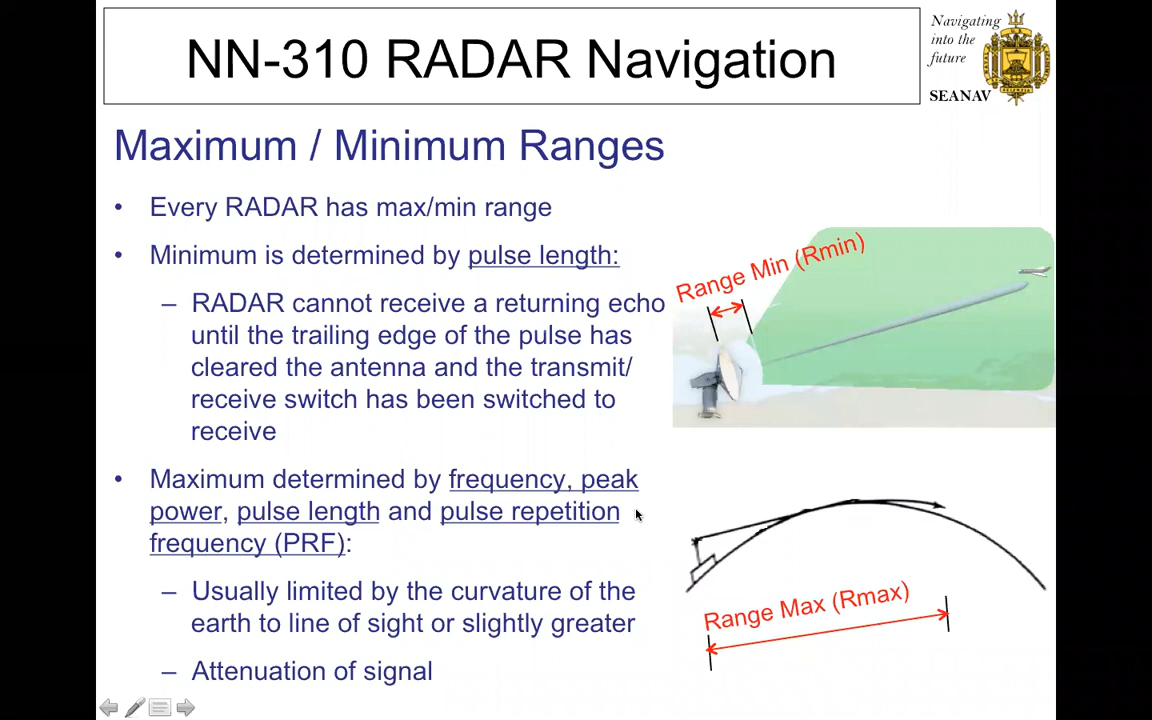 NN-310 RADAR Navigation
Navigating
into the
future
SEANAV
Maximum / Minimum Ranges
• Every RADAR has max/min range
• Minimum is determined by pulse length:
– RADAR cannot receive a returning echo
until the trailing edge of the pulse has
cleared the antenna and the transmit/
receive switch has been switched to
receive
• Maximum determined by frequency, peak
power, pulse length and pulse repetition
frequency (PRF):
– Usually limited by the curvature of the
earth to line of sight or slightly greater
– Attenuation of signal
Range Min (Rmin)
Range Max (Rmax)